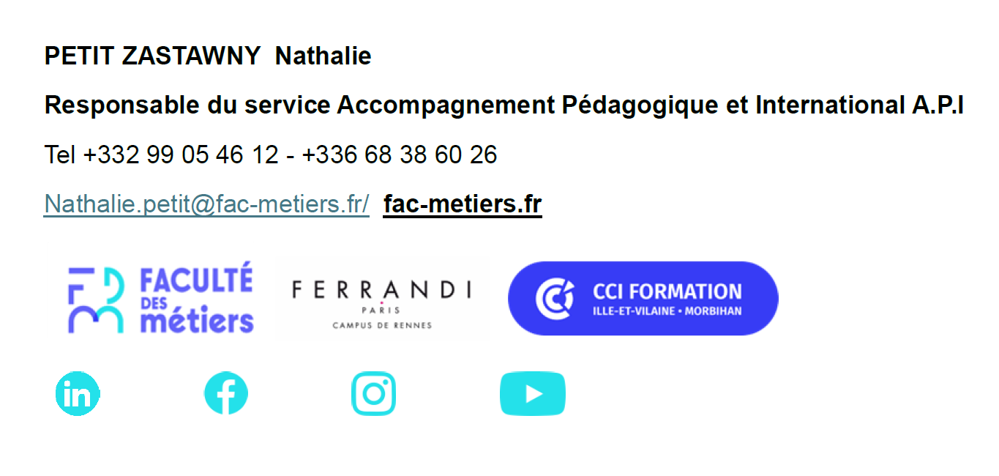 PETIT ZASTAWNY  Nathalie
Responsable du service Accompagnement Pédagogique et International A.P.I
Tel +332 99 05 46 12 - +336 68 38 60 26
Nathalie.petit@fac-metiers.fr/  fac-metiers.fr
FACULTÉ
DES
métiers
FERRANDI
PARIS
CAMPUS DE RENNES
CCI FORMATION
ILLE-ET-VILAINE • MORBIHAN
in